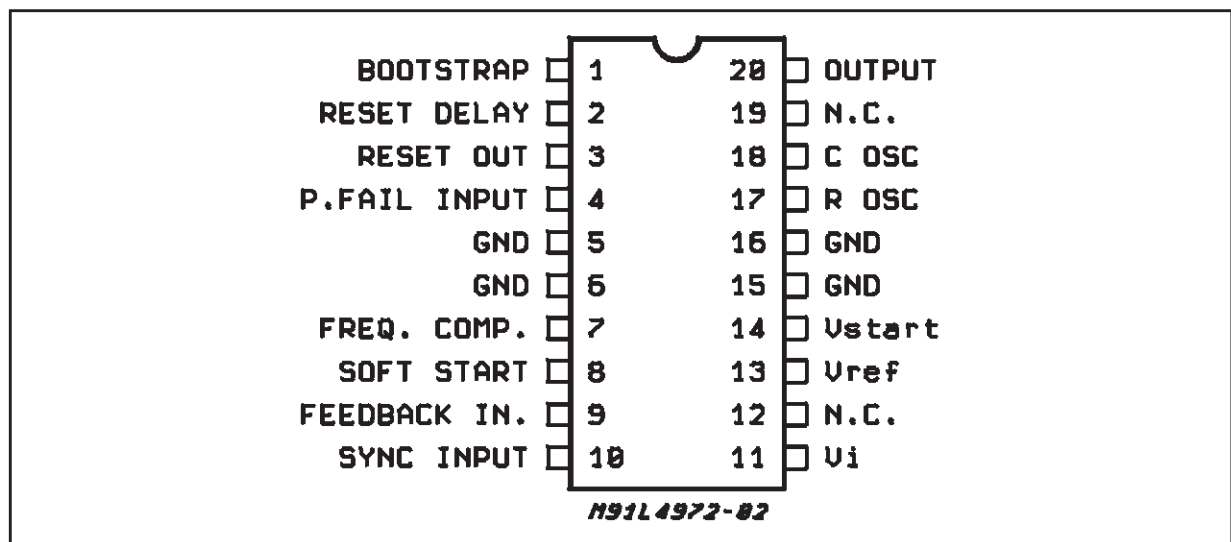 BOOTSTRAP 1 20 OUTPUT
RESET DELAY 2 19 N.C.
RESET OUT 3 18 C OSC
P.FAIL INPUT 4 17 R OSC
GND 5 16 GND
GND 6 15 GND
FREQ. COMP. 7 14 Vstart
SOFT START 8 13 Vref
FEEDBACK IN. 9 12 N.C.
SYNC INPUT 10 11 Vi
M91L4972-02